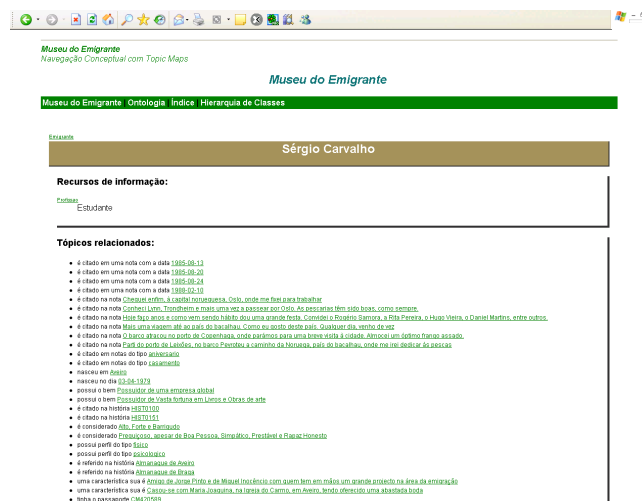 Museu do Emigrante
Navegação Conceptual com Topic Maps
Museu do Emigrante
Museu do Emigrante | Ontologia | Índice | Hierarquia de Classes
Emigrante
Sérgio Carvalho
Recursos de informação:
Profissao
Estudante
Tópicos relacionados:
é citado em uma nota com a data 1985-08-13
é citado em uma nota com a data 1985-08-20
é citado em uma nota com a data 1985-08-24
é citado em uma nota com a data 1988-02-10
é citado na nota Cheguei enfim, á capital norueguesa, Oslo, onde me fixei para trabalhar
é citado na nota Conheci Lynn, Trondheim e mais uma vez a passear por Oslo. As pescarias têm sido boas, como sempre.
é citado na nota Hoje faço anos e como vem sendo hábito dou uma grande festa. Convidei o Rogério Samora, a Rita Pereira, o Hugo Vieira, o Daniel Martins, entre outros.
é citado na nota Mais uma viagem até ao país do bacalhau. Como eu gosto deste país. Qualquer dia, venho de vez
é citado na nota O barco atracou no porto de Copenhaga, onde parámos para uma breve visita á cidade. Almocei um óptimo frango assado.
é citado na nota Parti do porto de Leixões, no barco Pevroteu a caminho da Noruega, país do bacalhau, onde me irei dedicar ás pescas
é citado em notas do tipo aniversario
é citado em notas do tipo casamento
nasceu em Aveiro
nasceu no dia 03-04-1979
possui o bem Possuidor de uma empresa global
possui o bem Possuidor de Vasta fortuna em Livros e Obras de arte
é citado na história HIST0100
é citado na história HIST0151
é considerado Alto, Forte e Barrigudo
é considerado Preguiçoso, apesar de Boa Pessoa, Simpático, Prestável e Rapaz Honesto
possui perfil do tipo fisico
possui perfil do tipo psicologico
é referido na história Almanaque de Aveiro
é referido na história Almanaque de Braga
uma característica sua é Amigo de Jorge Pinto e de Miguel Inocêncio com quem tem em mãos um grande projecto na área da emigração
uma característica sua é Casou-se com Maria Joaquina, na Igreja do Carmo, em Aveiro, tendo oferecido uma abastada boda
tinha o passaporte CM420589